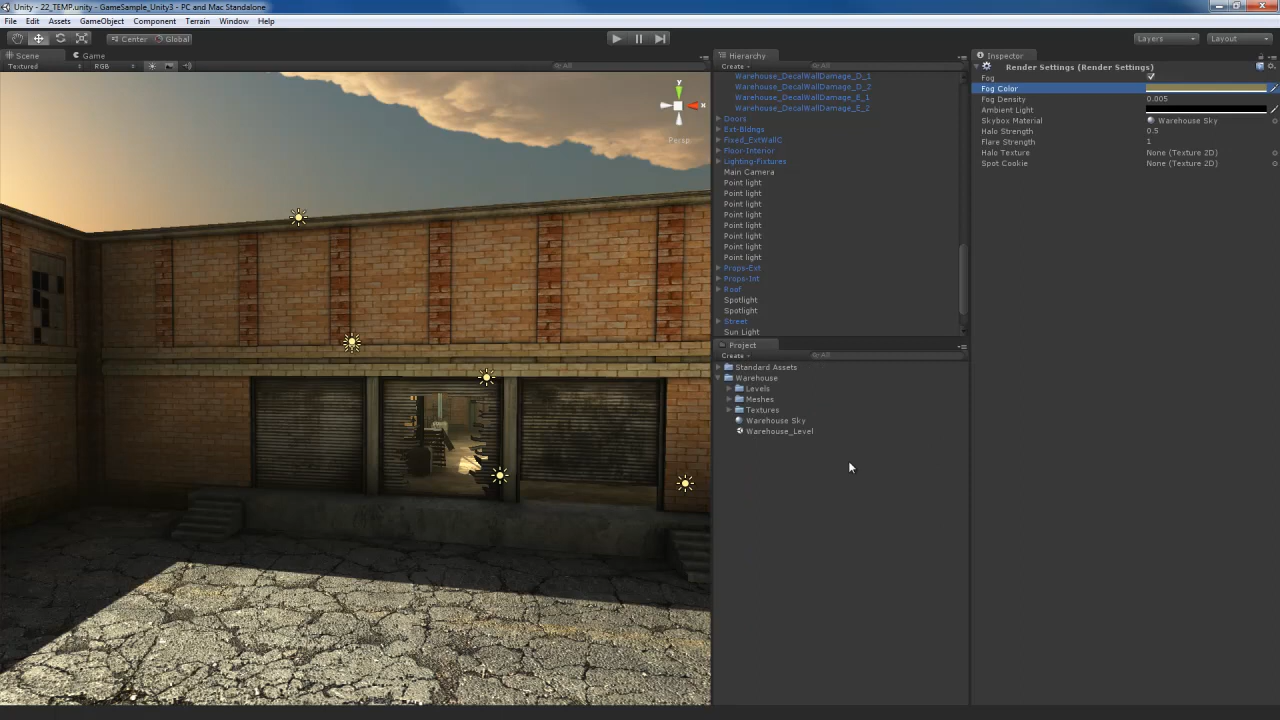 Unity - 22_TEMP.unity - GameSample_Unity3 - PC and Mac Standalone
File Edit Assets GameObject Component Terrain Window Help
Center Global Layers Layout
Scene Game
Textured RGB All
Y
X
Persp
Hierarchy
Create All
Warehouse_DecalWallDamage_D_1
Warehouse_DecalWallDamage_D_2
Warehouse_DecalWallDamage_E_1
Warehouse_DecalWallDamage_E_2
Doors
Ext-Bldngs
Fixed_ExtWallC
Floor-Interior
Lighting-Fixtures
Main Camera
Point light
Point light
Point light
Point light
Point light
Point light
Point light
Point light
Props-Ext
Props-Int
Roof
Spotlight
Spotlight
Street
Sun Light
Project
Create All
Standard Assets
Warehouse
Levels
Meshes
Textures
Warehouse Sky
Warehouse_Level
Inspector
Render Settings (Render Settings)
Fog
Fog Color
Fog Density 0.005
Ambient Light
Skybox Material Warehouse Sky
Halo Strength 0.5
Flare Strength 1
Halo Texture None (Texture 2D)
Spot Cookie None (Texture 2D)